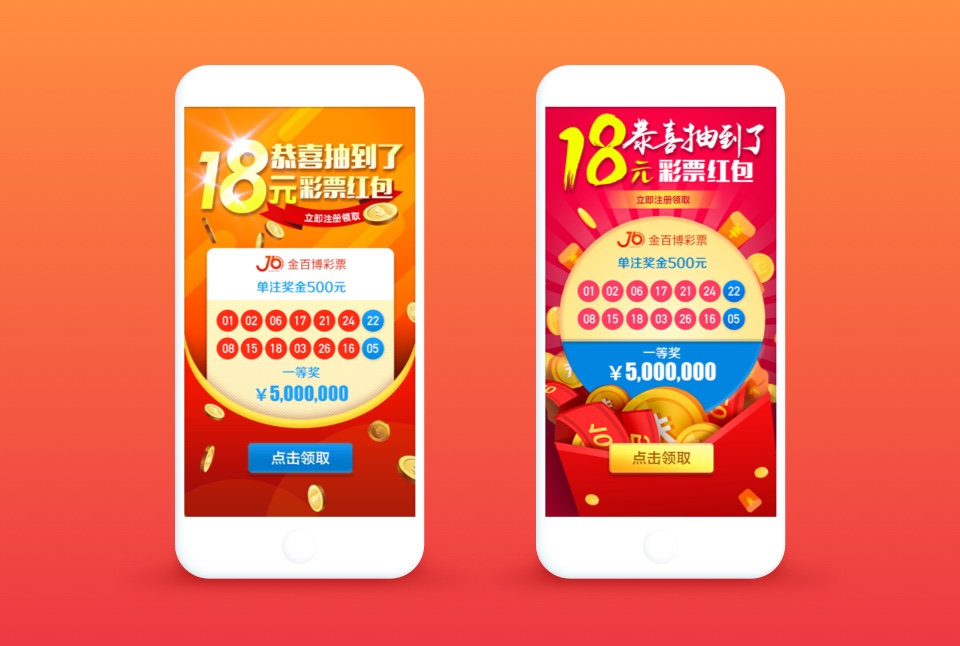 18元
恭喜抽到了
彩票红包
立即注册领取
JB 金百博彩票
单注奖金500元
01 02 06 17 21 24 22
08 15 18 03 26 16 05
一等奖
￥5,000,000
点击领取
18元
恭喜抽到了
彩票红包
立即注册领取
JB 金百博彩票
单注奖金500元
01 02 06 17 21 24 22
08 15 18 03 26 16 05
一等奖
￥5,000,000
点击领取